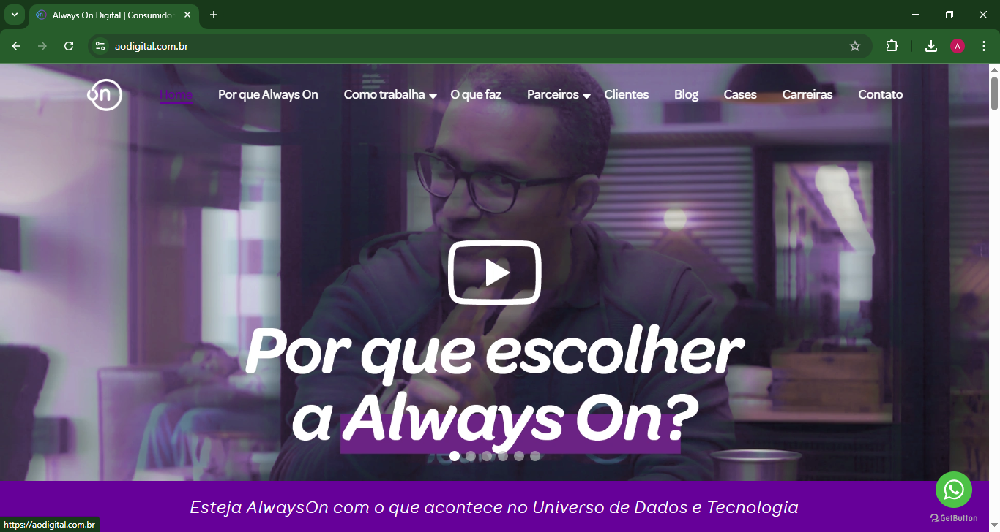 Always On Digital | Consumidor
aodigital.com.br
A
on
Home
Por que Always On
Como trabalha
O que faz
Parceiros
Clientes
Blog
Cases
Carreiras
Contato
Por que escolher
a Always On?
Esteja AlwaysOn com o que acontece no Universo de Dados e Tecnologia
GetButton
https://aodigital.com.br